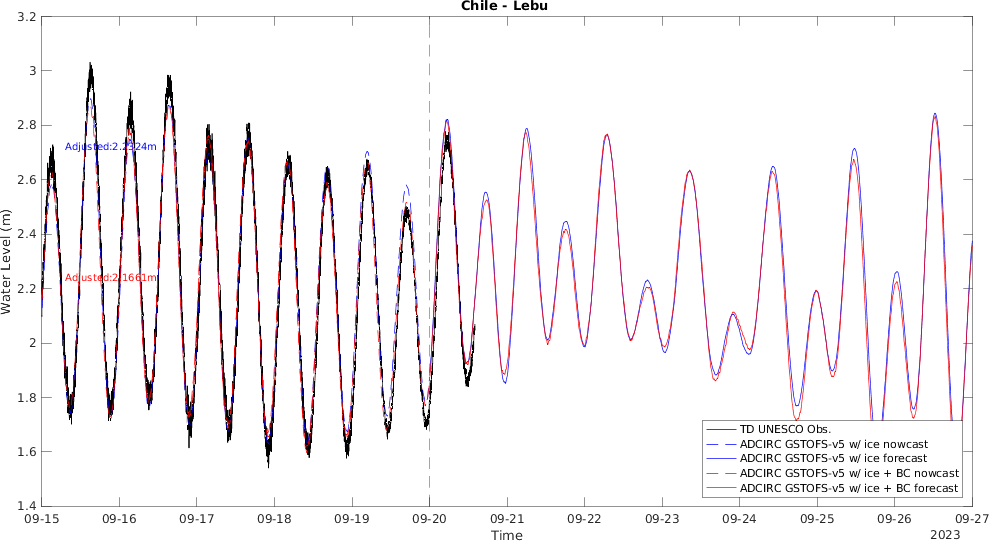 Chile - Lebu
3.2
3
2.8
2.6
2.4
2.2
2
1.8
1.6
1.4
Water Level (m)
Adjusted:2.2324m
Adjusted:2.1661m
TD UNESCO Obs.
ADCIRC GSTOFS-v5 w/ ice nowcast
ADCIRC GSTOFS-v5 w/ ice forecast
ADCIRC GSTOFS-v5 w/ ice + BC nowcast
ADCIRC GSTOFS-v5 w/ ice + BC forecast
09-15 09-16 09-17 09-18 09-19 09-20 09-21 09-22 09-23 09-24 09-25 09-26 09-27
Time
2023